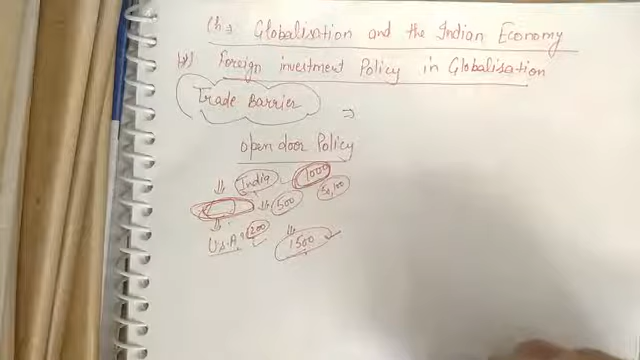 Ch:- Globalisation and the Indian Economy
Foreign investment Policy in Globalisation
Trade Barrier ⇒
Open door Policy
India 1000
500 50,100
U.S.A 200
1500